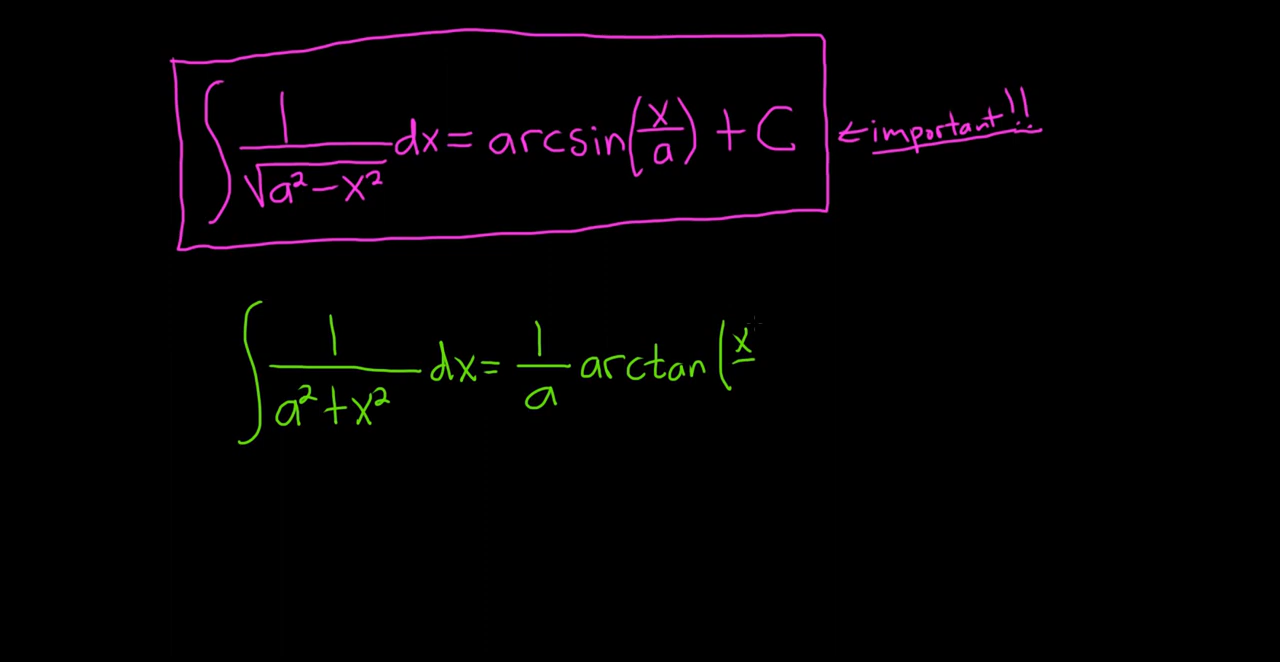 ∫ 1/√(a²-x²) dx = arcsin(x/a) + C ← important!!
∫ 1/(a²+x²) dx = 1/a arctan (x/